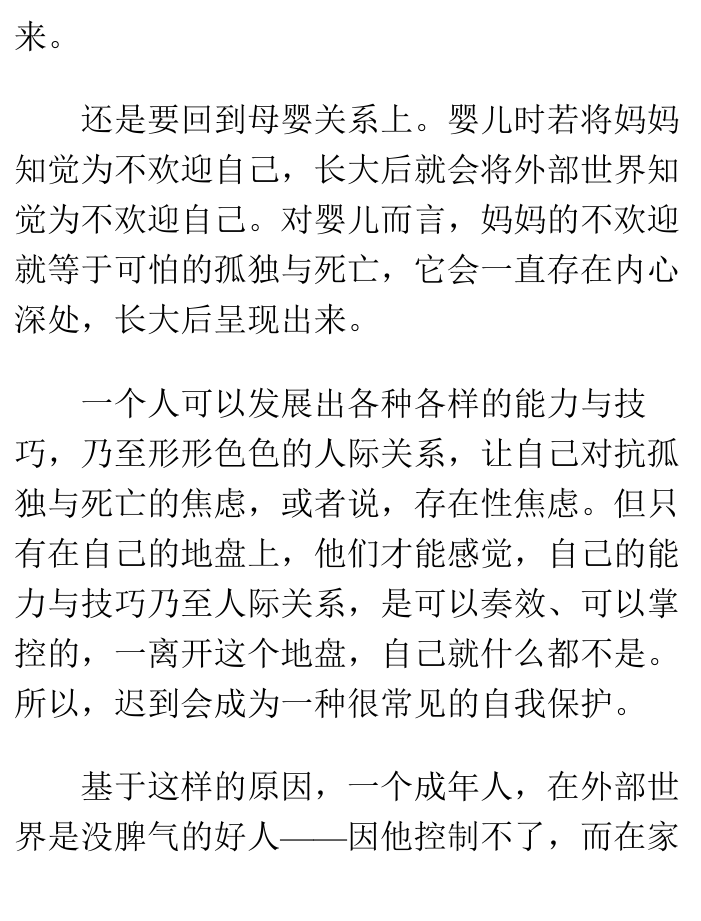 来。
还是要回到母婴关系上。婴儿时若将妈妈
知觉为不欢迎自己，长大后就会将外部世界知
觉为不欢迎自己。对婴儿而言，妈妈的不欢迎
就等于可怕的孤独与死亡，它会一直存在内心
深处，长大后呈现出来。
一个人可以发展出各种各样的能力与技
巧，乃至形形色色的人际关系，让自己对抗孤
独与死亡的焦虑，或者说，存在性焦虑。但只
有在自己的地盘上，他们才能感觉，自己的能
力与技巧乃至人际关系，是可以奏效、可以掌
控的，一离开这个地盘，自己就什么都不是。
所以，迟到会成为一种很常见的自我保护。
基于这样的原因，一个成年人，在外部世
界是没脾气的好人——因他控制不了，而在家